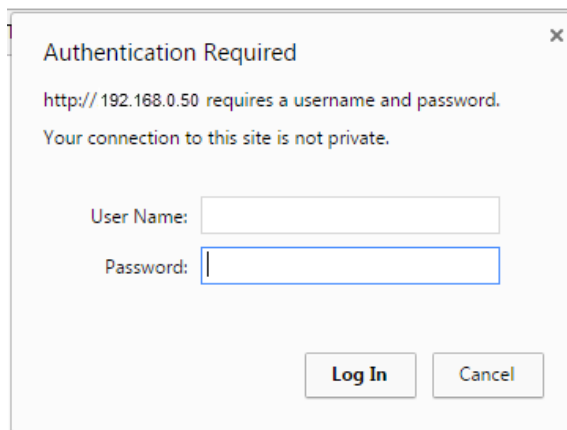 Authentication Required
http:// 192.168.0.50 requires a username and password.
Your connection to this site is not private.
User Name:
Password:
Log In
Cancel